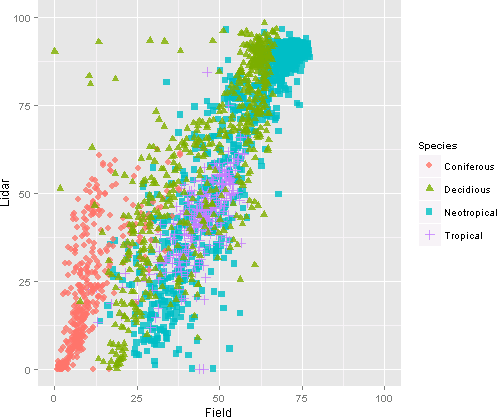 100
75
50
25
0
Lidar
0
25
50
75
100
Field
Species
Coniferous
Decidious
Neotropical
Tropical